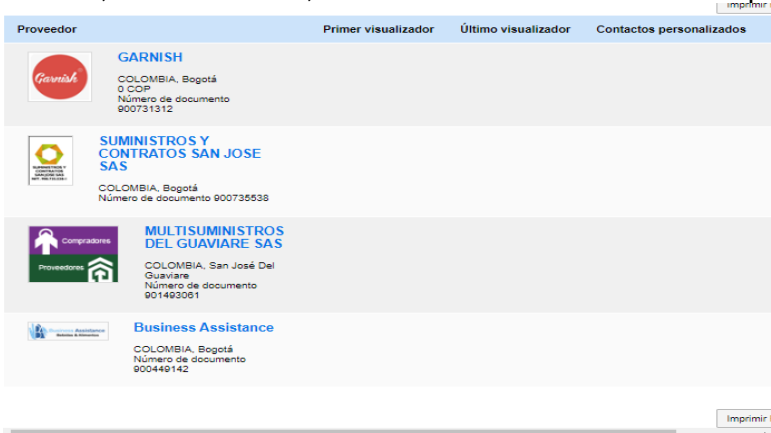 Imprimir
Proveedor Primer visualizador Último visualizador Contactos personalizados
Garnish
GARNISH
COLOMBIA, Bogotá
0 COP
Número de documento
900731312
SUMINISTROS Y
CONTRATOS SAN JOSE
SAS
COLOMBIA, Bogotá
Número de documento 900735538
Compradores
Proveedores
MULTISUMINISTROS
DEL GUAVIARE SAS
COLOMBIA, San José Del
Guaviare
Número de documento
901493061
Business Assistance
Business Assistance
COLOMBIA, Bogotá
Número de documento
900449142
Imprimir